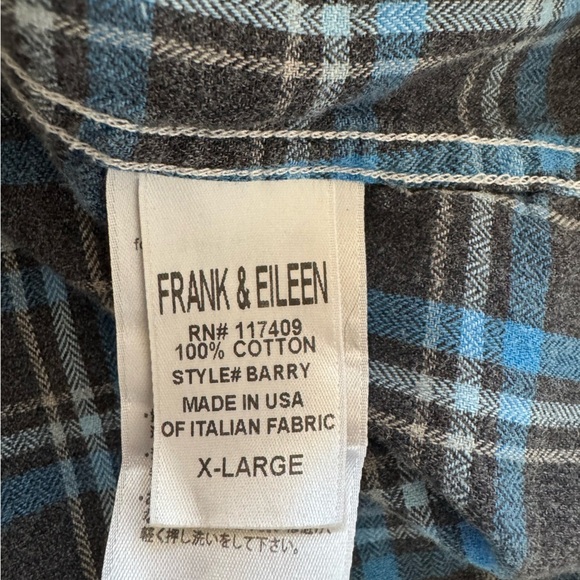 FRANK & EILEEN
RN# 117409
100% COTTON
STYLE# BARRY
MADE IN USA
OF ITALIAN FABRIC
X-LARGE
軽く押し洗いをして下さい。